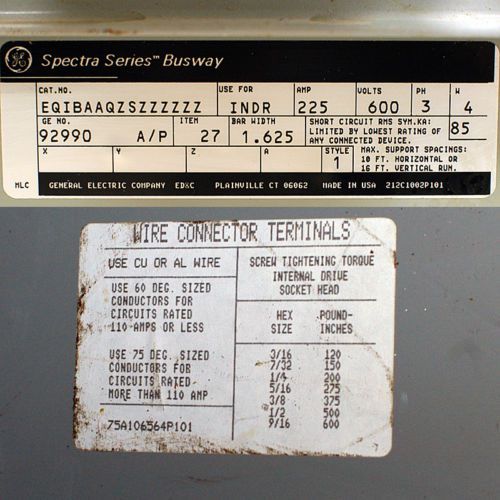 GE Spectra Series™ Busway
CAT.NO. USE FOR AMP VOLTS PH W
EQIBAAQZSZZZZZZ INDR 225 600 3 4
GE NO. ITEM BAR WIDTH SHORT CIRCUIT RMS SYM.KA:
92990 A/P 27 1.625 LIMITED BY LOWEST RATING OF 85
ANY CONNECTED DEVICE.
X Y Z A STYLE MAX. SUPPORT SPACINGS:
1 10 FT. HORIZONTAL OR
16 FT. VERTICAL RUN.
MLC GENERAL ELECTRIC COMPANY ED&C PLAINVILLE CT 06062 MADE IN USA 212C1002P101
WIRE CONNECTOR TERMINALS
USE CU OR AL WIRE
USE 60 DEG. SIZED
CONDUCTORS FOR
CIRCUITS RATED
110 AMPS OR LESS
USE 75 DEG. SIZED
CONDUCTORS FOR
CIRCUITS RATED
MORE THAN 110 AMP
75A106564P101
SCREW TIGHTENING TORQUE
INTERNAL DRIVE
SOCKET HEAD
HEX POUND-
SIZE INCHES
3/16 120
7/32 150
1/4 200
5/16 275
3/8 375
1/2 500
9/16 600